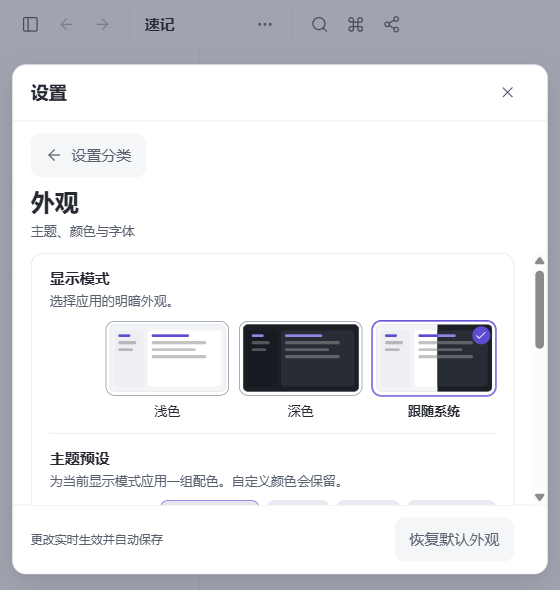 速记
设置
设置分类
外观
主题、颜色与字体
显示模式
选择应用的明暗外观。
浅色
深色
跟随系统
主题预设
为当前显示模式应用一组配色。自定义颜色会保留。
更改实时生效并自动保存
恢复默认外观